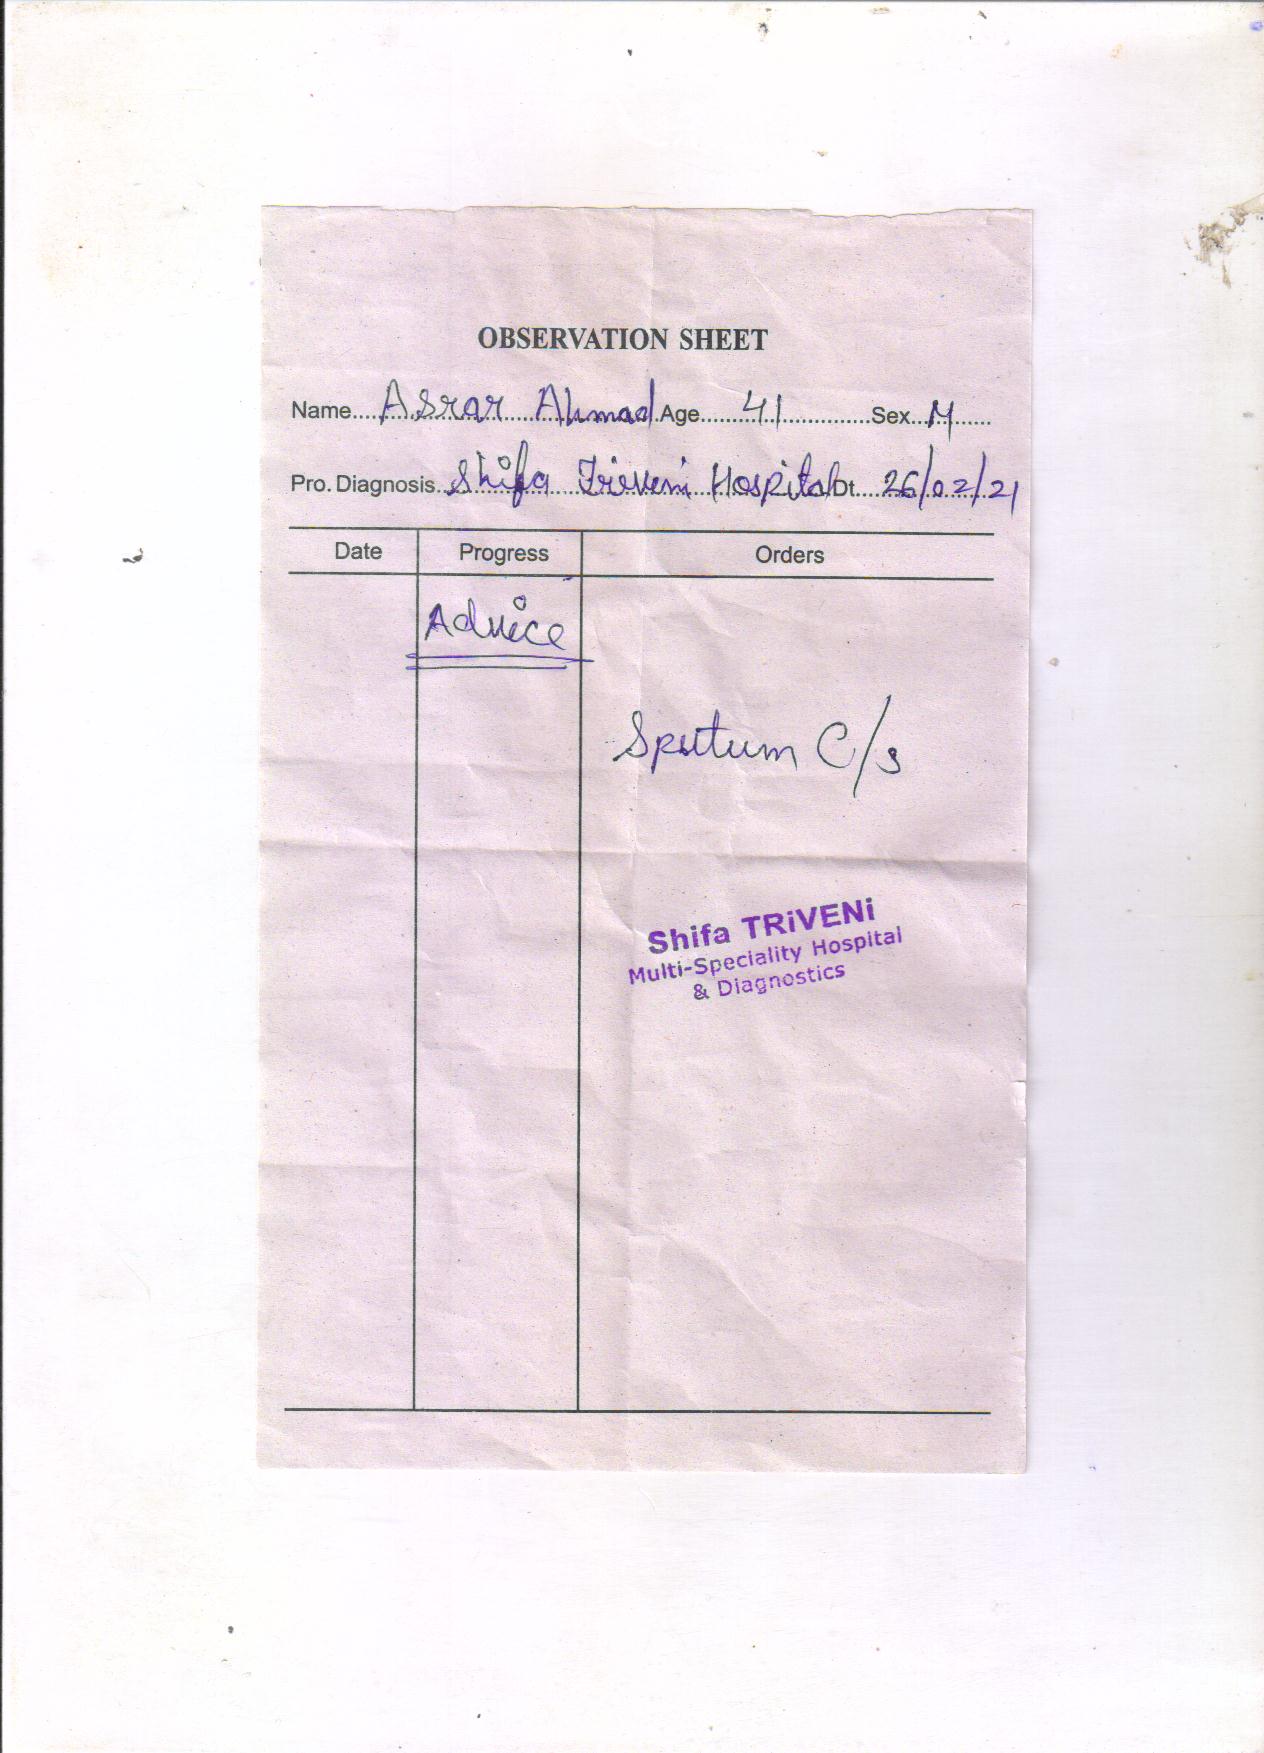 OBSERVATION SHEET
Name....Asrar Ahmad.Age......41..............Sex...M......
Pro. Diagnosis..Shifa Triveni Hospital Dt....26/02/21
Date Progress Orders
Advice
Sputum C/s
Shifa TRiVENi
Multi-Speciality Hospital
& Diagnostics